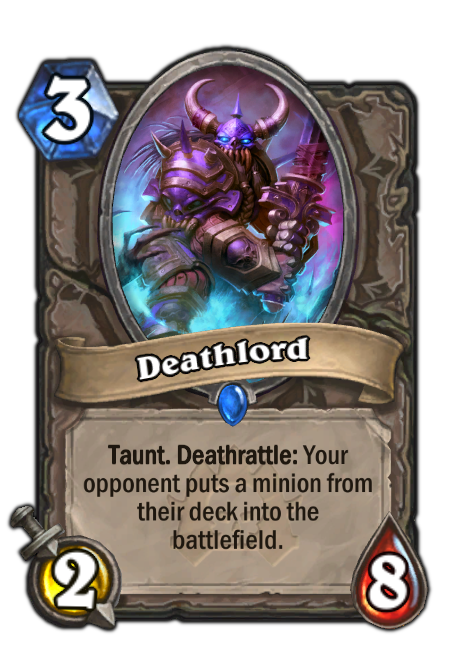 3
Deathlord
Taunt. Deathrattle: Your
opponent puts a minion from
their deck into the
battlefield.
2
8